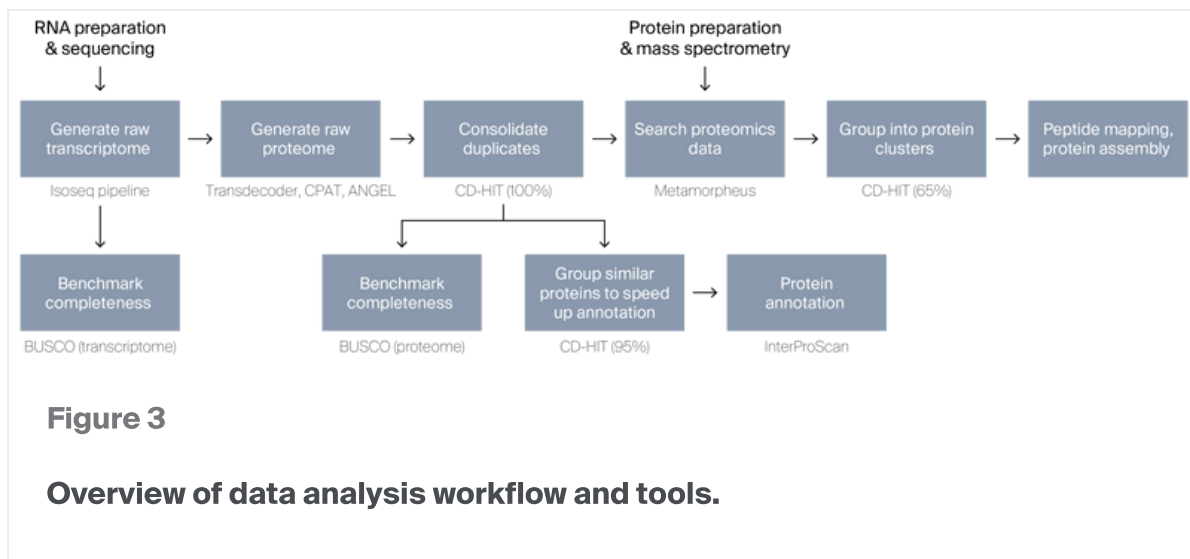 RNA preparation
& sequencing
Protein preparation
& mass spectrometry
Generate raw
transcriptome
Generate raw
proteome
Consolidate
duplicates
Search proteomics
data
Group into protein
clusters
Peptide mapping,
protein assembly
Isoseq pipeline
Transdecoder, CPAT, ANGEL
CD-HIT (100%)
Metamorpheus
CD-HIT (65%)
Benchmark
completeness
Benchmark
completeness
Group similar
proteins to speed
up annotation
Protein
annotation
BUSCO (transcriptome)
BUSCO (proteome)
CD-HIT (95%)
InterProScan
Figure 3
Overview of data analysis workflow and tools.